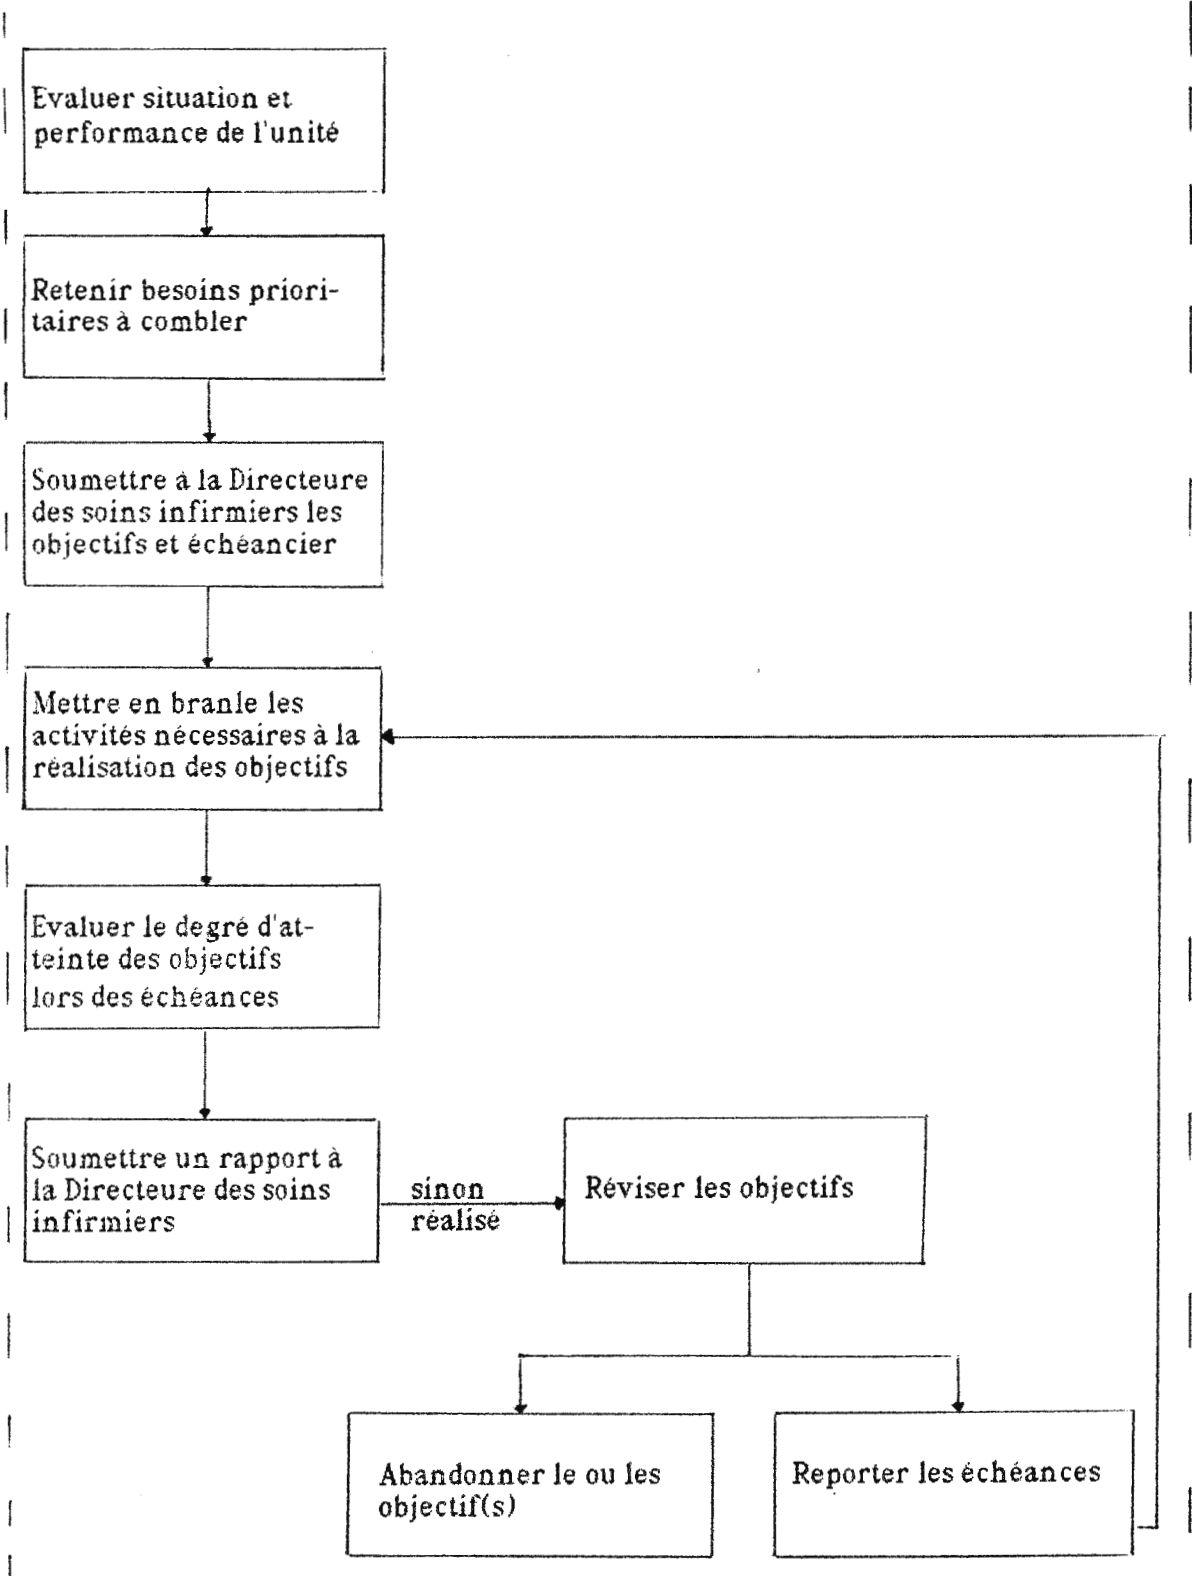 Evaluer situation et
performance de l'unité
Retenir besoins priori-
taires à combler
Soumettre à la Directeure
des soins infirmiers les
objectifs et échéancier
Mettre en branle les
activités nécessaires à la
réalisation des objectifs
Evaluer le degré d'at-
teinte des objectifs
lors des échéances
Soumettre un rapport à
la Directeure des soins
infirmiers
sinon
réalisé
Réviser les objectifs
Abandonner le ou les
objectif(s)
Reporter les échéances